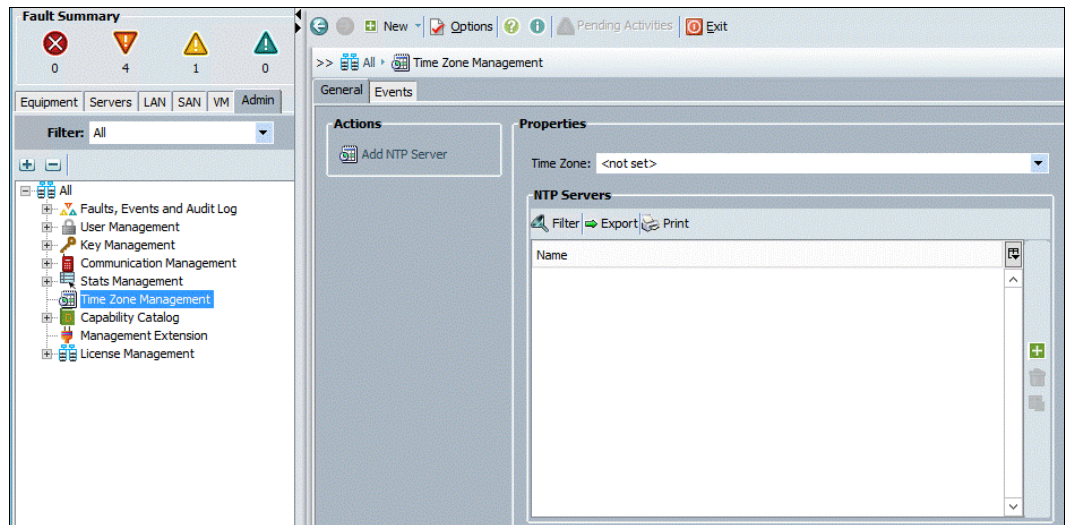 Fault Summary
0 4 1 0
Equipment Servers LAN SAN VM Admin
Filter: All
All
Faults, Events and Audit Log
User Management
Key Management
Communication Management
Stats Management
Time Zone Management
Capability Catalog
Management Extension
License Management
New Options Pending Activities Exit
>> All Time Zone Management
General Events
Actions
Add NTP Server
Properties
Time Zone: <not set>
NTP Servers
Filter Export Print
Name